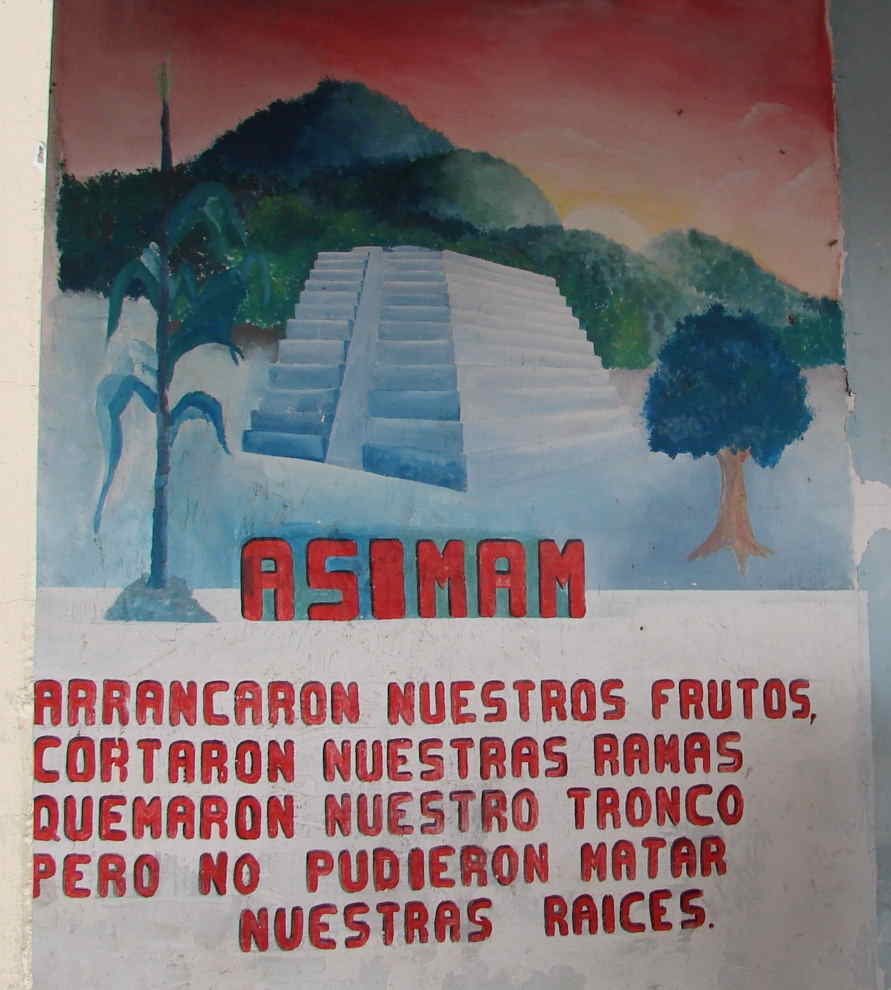 ASIMAM
ARRANCARON NUESTROS FRUTOS,
CORTARON NUESTRAS RAMAS
QUEMARON NUESTRO TRONCO
PERO NO PUDIERON MATAR
NUESTRAS RAICES.